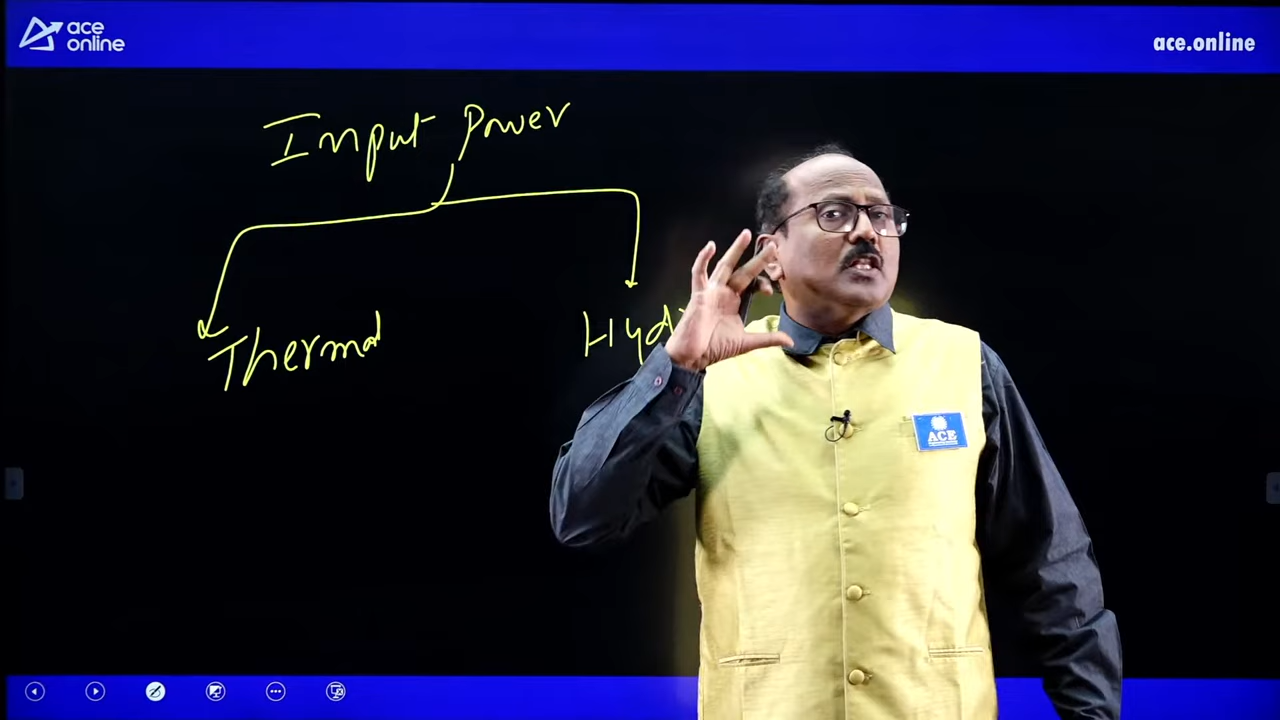 ace
online
ace.online
Input Power
Thermal
ACE